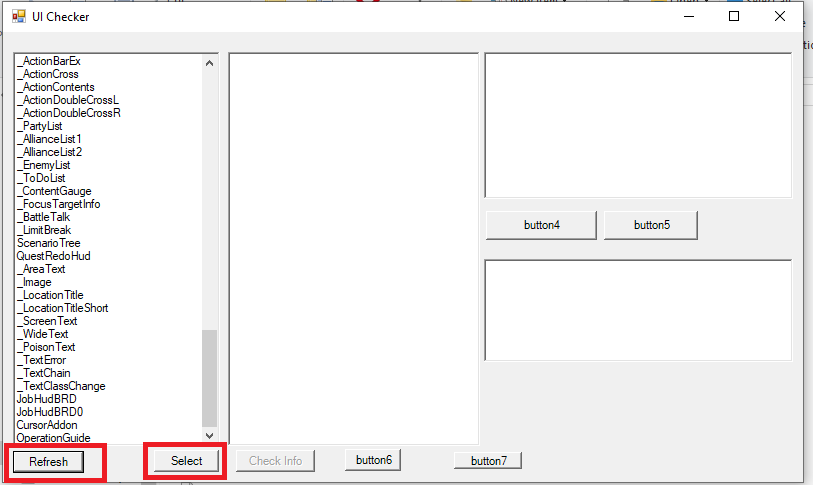 UI Checker
_ActionBarEx
_ActionCross
_ActionContents
_ActionDoubleCrossL
_ActionDoubleCrossR
_PartyList
_AllianceList1
_AllianceList2
_EnemyList
_ToDoList
_ContentGauge
_FocusTargetInfo
_BattleTalk
_LimitBreak
ScenarioTree
QuestRedoHud
_AreaText
_Image
_LocationTitle
_LocationTitleShort
_ScreenText
_WideText
_PoisonText
_TextError
_TextChain
_TextClassChange
JobHudBRD
JobHudBRD0
CursorAddon
OperationGuide
button4
button5
Refresh
Select
Check Info
button6
button7